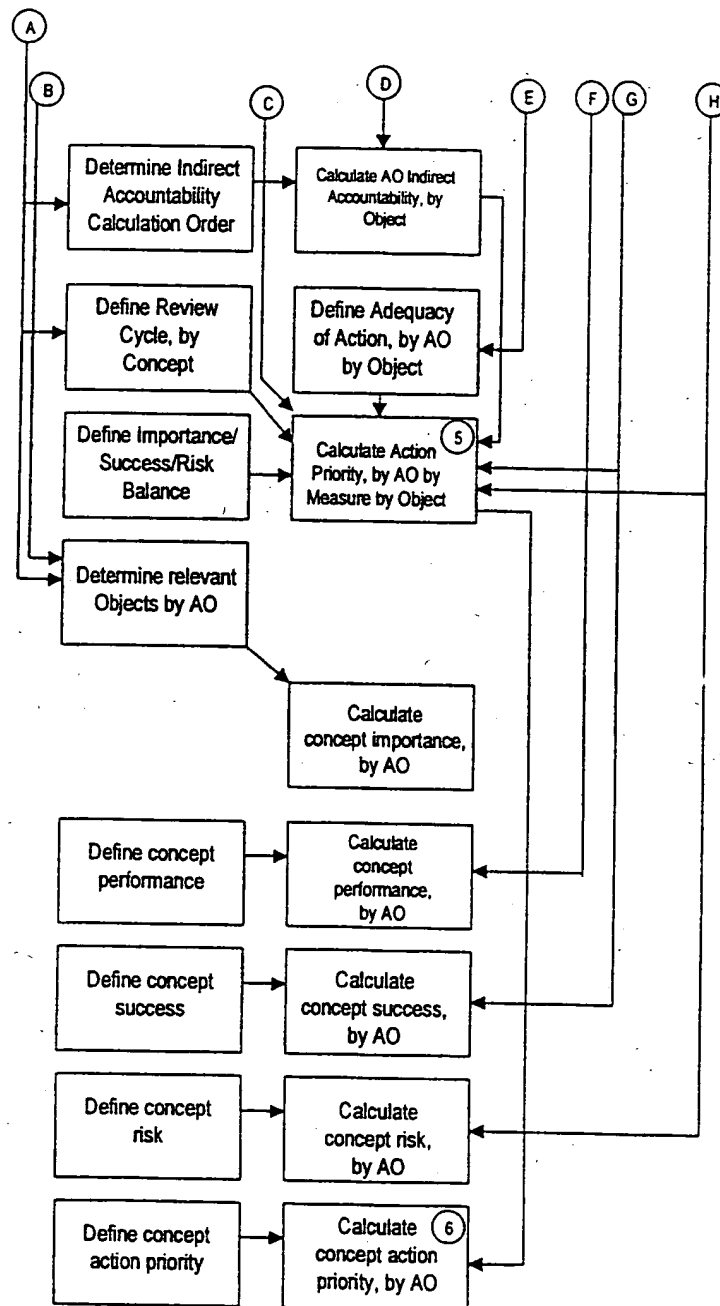 A
B
C
D
E
F
G
H
Determine Indirect
Accountability
Calculation Order
Calculate AO Indirect
Accountability, by
Object
Define Review
Cycle, by
Concept
Define Adequacy
of Action, by AO
by Object
Define Importance/
Success/Risk
Balance
5
Calculate Action
Priority, by AO by
Measure by Object
Determine relevant
Objects by AO
Calculate
concept importance,
by AO
Define concept
performance
Calculate
concept
performance,
by AO
Define concept
success
Calculate
concept success,
by AO
Define concept
risk
Calculate
concept risk,
by AO
Define concept
action priority
6
Calculate
concept action
priority, by AO